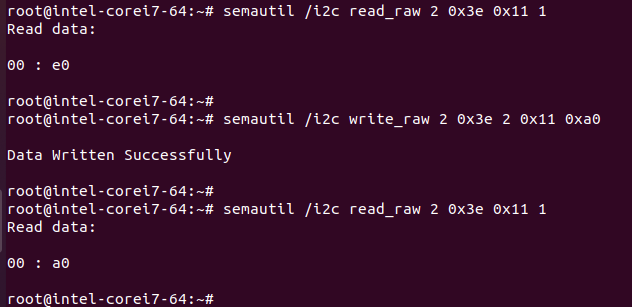 root@intel-corei7-64:~# semautil /i2c read_raw 2 0x3e 0x11 1
Read data:
00 : e0
root@intel-corei7-64:~#
root@intel-corei7-64:~# semautil /i2c write_raw 2 0x3e 2 0x11 0xa0
Data Written Successfully
root@intel-corei7-64:~#
root@intel-corei7-64:~# semautil /i2c read_raw 2 0x3e 0x11 1
Read data:
00 : a0
root@intel-corei7-64:~#